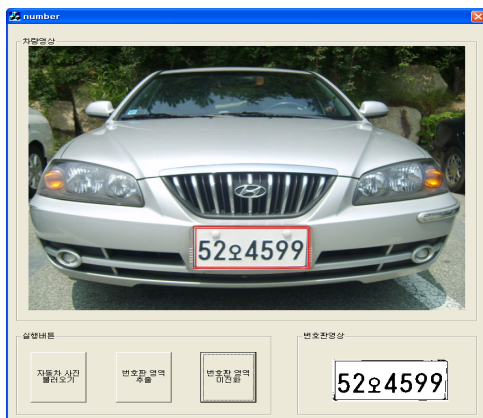 number
차량영상
52오4599
실행버튼
자동차 사진
불러오기
번호판 영역
추출
번호판 영역
이진화
번호판영상
52오4599